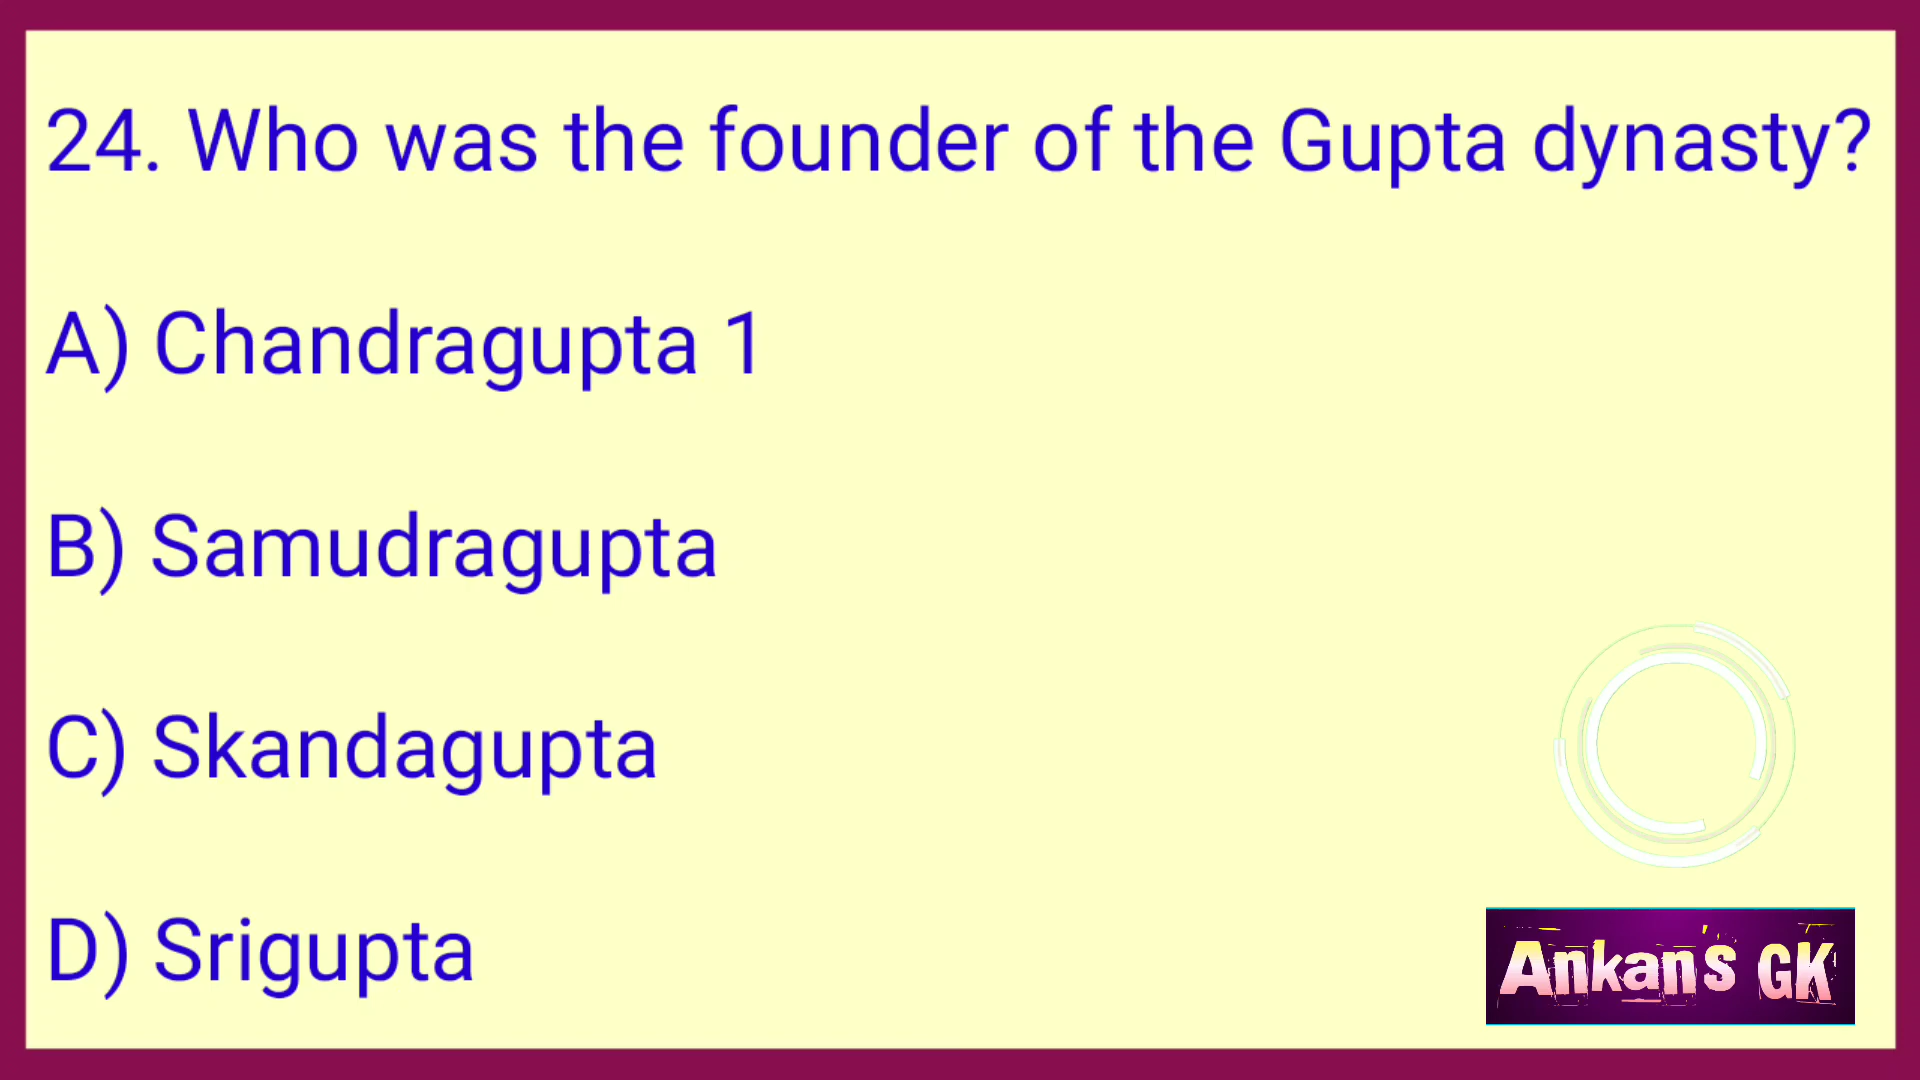 24. Who was the founder of the Gupta dynasty?
A) Chandragupta 1
B) Samudragupta
C) Skandagupta
D) Srigupta
Ankan's GK